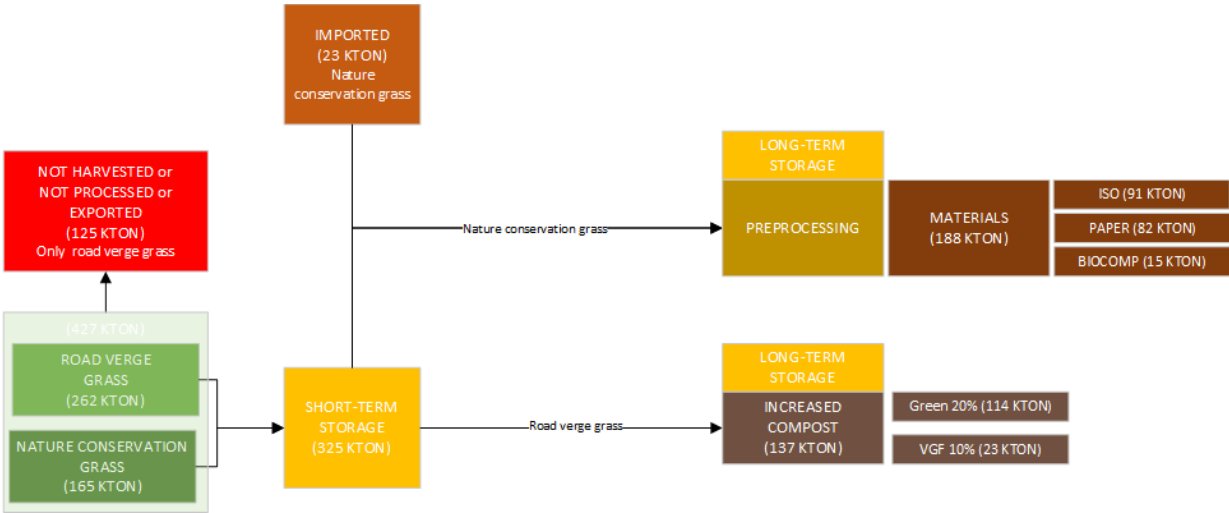 IMPORTED
(23 KTON)
Nature
conservation grass
NOT HARVESTED or
NOT PROCESSED or
EXPORTED
(125 KTON)
Only road verge grass
(427 KTON)
ROAD VERGE
GRASS
(262 KTON)
NATURE CONSERVATION
GRASS
(165 KTON)
SHORT-TERM
STORAGE
(325 KTON)
Nature conservation grass
LONG-TERM
STORAGE
PREPROCESSING
MATERIALS
(188 KTON)
ISO (91 KTON)
PAPER (82 KTON)
BIOCOMP (15 KTON)
Road verge grass
LONG-TERM
STORAGE
INCREASED
COMPOST
(137 KTON)
Green 20% (114 KTON)
VGF 10% (23 KTON)